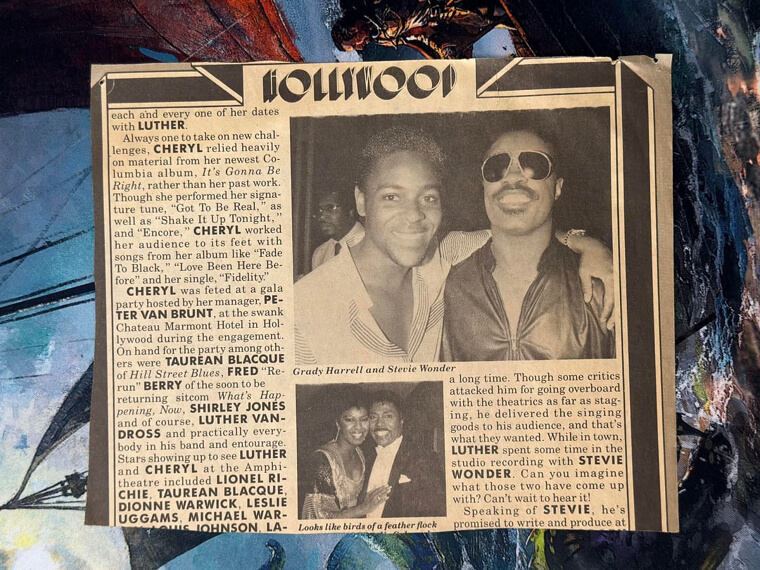 HOLLYWOOD
each and every one of her dates
with LUTHER.
Always one to take on new chal-
lenges, CHERYL relied heavily
on material from her newest Co-
lumbia album, It's Gonna Be
Right, rather than her past work.
Though she performed her signa-
ture tune, "Got To Be Real," as
well as "Shake It Up Tonight,"
and "Encore," CHERYL worked
her audience to its feet with
songs from her album like "Fade
To Black," "Love Been Here Be-
fore" and her single, "Fidelity."
CHERYL was feted at a gala
party hosted by her manager, PE-
TER VAN BRUNT, at the swank
Chateau Marmont Hotel in Hol-
lywood during the engagement.
On hand for the party among oth-
ers were TAUREAN BLACQUE
of Hill Street Blues, FRED "Re-
run" BERRY of the soon to be
returning sitcom What's Hap-
pening, Now, SHIRLEY JONES
and of course, LUTHER VAN-
DROSS and practically every-
body in his band and entourage.
Stars showing up to see LUTHER
and CHERYL at the Amphi-
theatre included LIONEL RI-
CHIE, TAUREAN BLACQUE,
DIONNE WARWICK, LESLIE
UGGAMS, MICHAEL WAR-
LOUIS JOHNSON, LA-
Grady Harrell and Stevie Wonder
Looks like birds of a feather flock
a long time. Though some critics
attacked him for going overboard
with the theatrics as far as stag-
ing, he delivered the singing
goods to his audience, and that's
what they wanted. While in town,
LUTHER spent some time in the
studio recording with STEVIE
WONDER. Can you imagine
what those two have come up
with? Can't wait to hear it!
Speaking of STEVIE, he's
promised to write and produce at